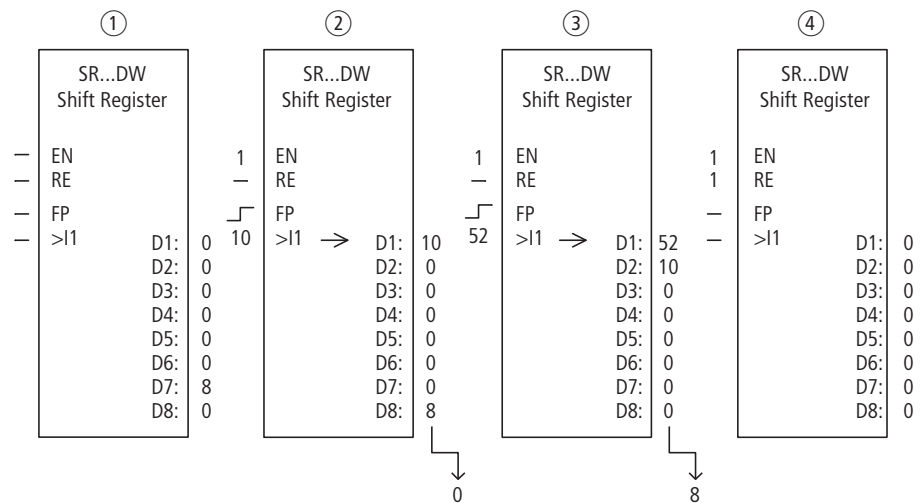 ① ② ③ ④
SR...DW
Shift Register
– EN
– RE
– FP
– >I1
D1: 0
D2: 0
D3: 0
D4: 0
D5: 0
D6: 0
D7: 8
D8: 0
SR...DW
Shift Register
1 EN
– RE
FP
10 >I1
D1: 10
D2: 0
D3: 0
D4: 0
D5: 0
D6: 0
D7: 0
D8: 8
0
SR...DW
Shift Register
1 EN
– RE
FP
52 >I1
D1: 52
D2: 10
D3: 0
D4: 0
D5: 0
D6: 0
D7: 0
D8: 0
8
SR...DW
Shift Register
1 EN
1 RE
– FP
– >I1
D1: 0
D2: 0
D3: 0
D4: 0
D5: 0
D6: 0
D7: 0
D8: 0